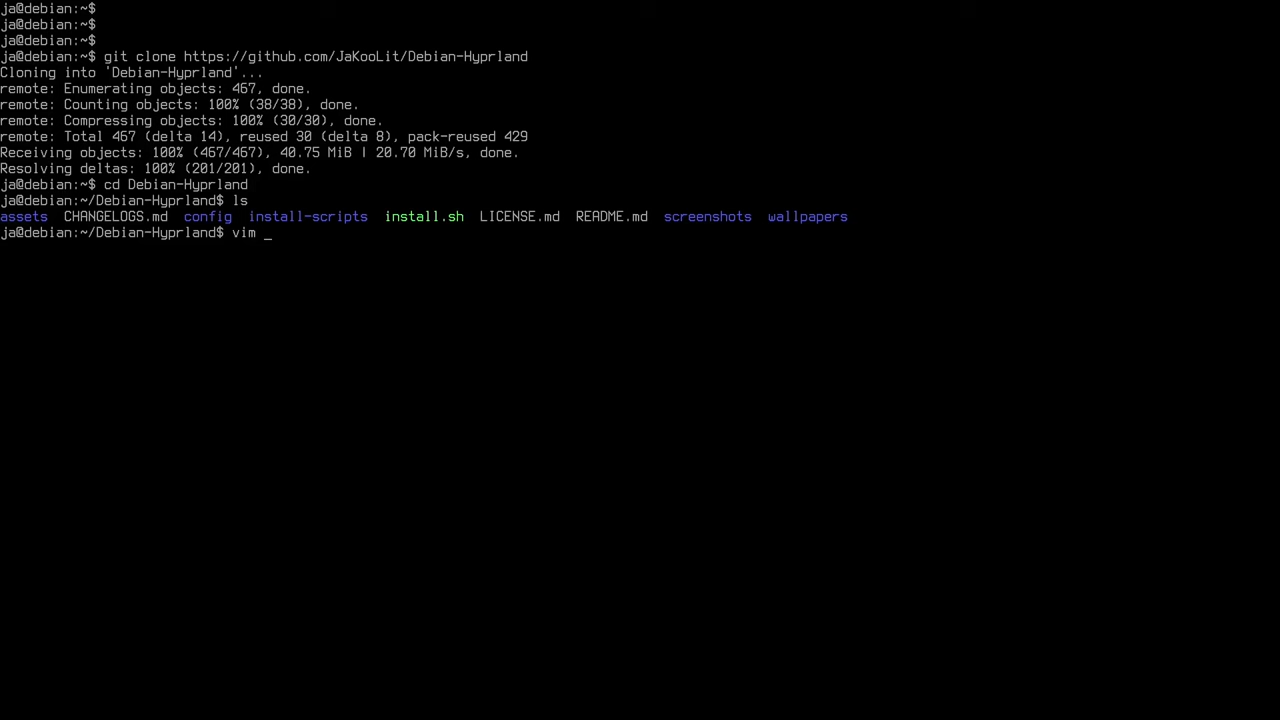 ja@debian:~$
ja@debian:~$
ja@debian:~$
ja@debian:~$ git clone https://github.com/JaKooLit/Debian-Hyprland
Cloning into 'Debian-Hyprland'...
remote: Enumerating objects: 467, done.
remote: Counting objects: 100% (38/38), done.
remote: Compressing objects: 100% (30/30), done.
remote: Total 467 (delta 14), reused 30 (delta 8), pack-reused 429
Receiving objects: 100% (467/467), 40.75 MiB | 20.70 MiB/s, done.
Resolving deltas: 100% (201/201), done.
ja@debian:~$ cd Debian-Hyprland
ja@debian:~/Debian-Hyprland$ ls
assets  CHANGELOGS.md  config  install-scripts  install.sh  LICENSE.md  README.md  screenshots  wallpapers
ja@debian:~/Debian-Hyprland$ vim _